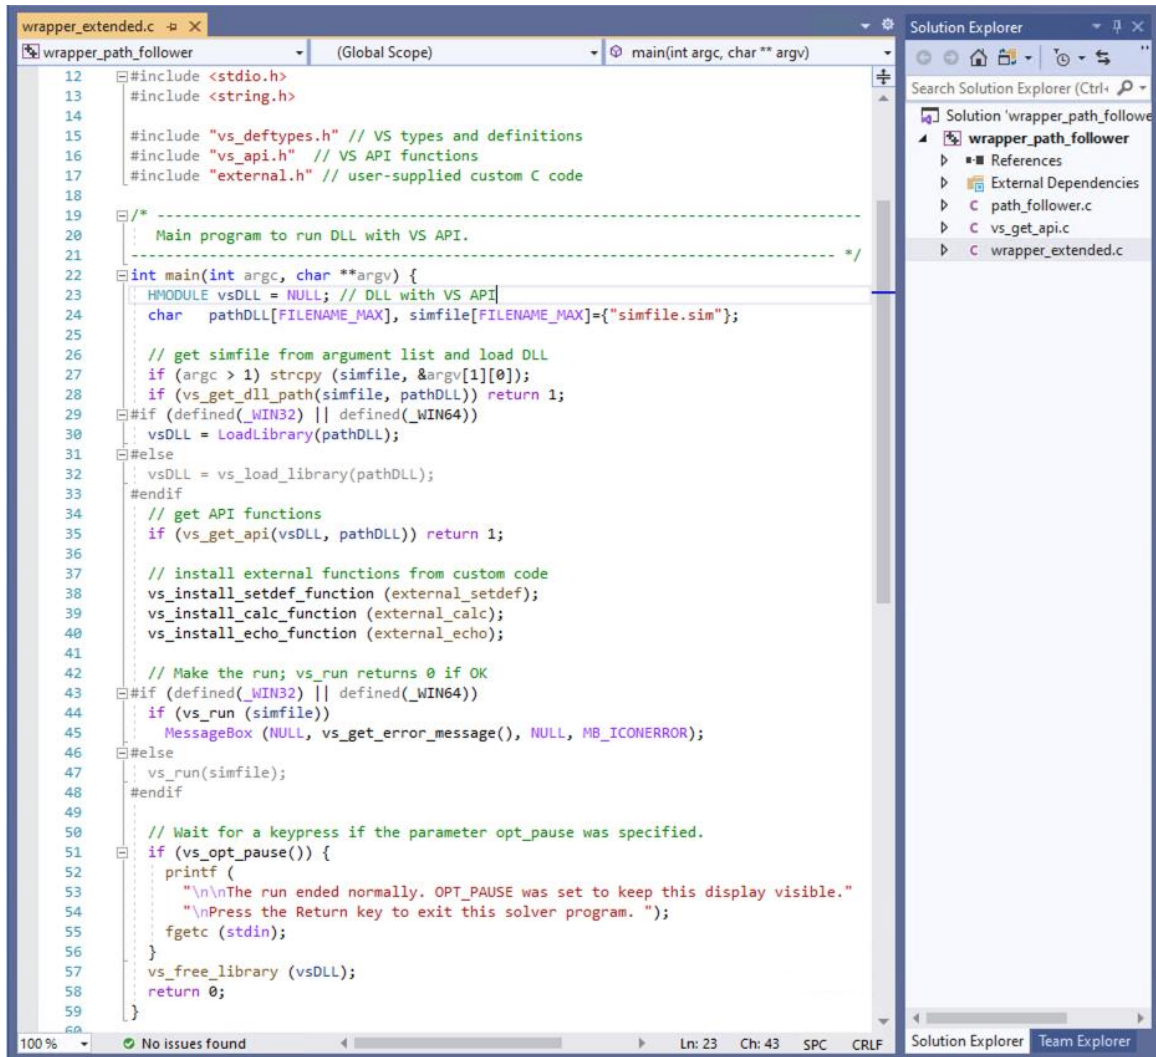 wrapper_extended.c
wrapper_path_follower (Global Scope) main(int argc, char ** argv)
12 #include <stdio.h>
13 #include <string.h>
14
15 #include "vs_deftypes.h" // VS types and definitions
16 #include "vs_api.h"  // VS API functions
17 #include "external.h" // user-supplied custom C code
18
19 /* ----------------------------------------------------------------------------------
20    Main program to run DLL with VS API.
21 ---------------------------------------------------------------------------------- */
22 int main(int argc, char **argv) {
23   HMODULE vsDLL = NULL; // DLL with VS API
24   char   pathDLL[FILENAME_MAX], simfile[FILENAME_MAX]={"simfile.sim"};
25
26   // get simfile from argument list and load DLL
27   if (argc > 1) strcpy (simfile, &argv[1][0]);
28   if (vs_get_dll_path(simfile, pathDLL)) return 1;
29 #if (defined(_WIN32) || defined(_WIN64))
30   vsDLL = LoadLibrary(pathDLL);
31 #else
32   vsDLL = vs_load_library(pathDLL);
33 #endif
34   // get API functions
35   if (vs_get_api(vsDLL, pathDLL)) return 1;
36
37   // install external functions from custom code
38   vs_install_setdef_function (external_setdef);
39   vs_install_calc_function (external_calc);
40   vs_install_echo_function (external_echo);
41
42   // Make the run; vs_run returns 0 if OK
43 #if (defined(_WIN32) || defined(_WIN64))
44   if (vs_run (simfile))
45     MessageBox (NULL, vs_get_error_message(), NULL, MB_ICONERROR);
46 #else
47   vs_run(simfile);
48 #endif
49
50   // Wait for a keypress if the parameter opt_pause was specified.
51   if (vs_opt_pause()) {
52     printf (
53       "\n\nThe run ended normally. OPT_PAUSE was set to keep this display visible."
54       "\nPress the Return key to exit this solver program. ");
55     fgetc (stdin);
56   }
57   vs_free_library (vsDLL);
58   return 0;
59 }
60
100 % No issues found Ln: 23 Ch: 43 SPC CRLF
Solution Explorer
Search Solution Explorer (Ctrl+
Solution 'wrapper_path_followe
wrapper_path_follower
References
External Dependencies
path_follower.c
vs_get_api.c
wrapper_extended.c
Solution Explorer Team Explorer